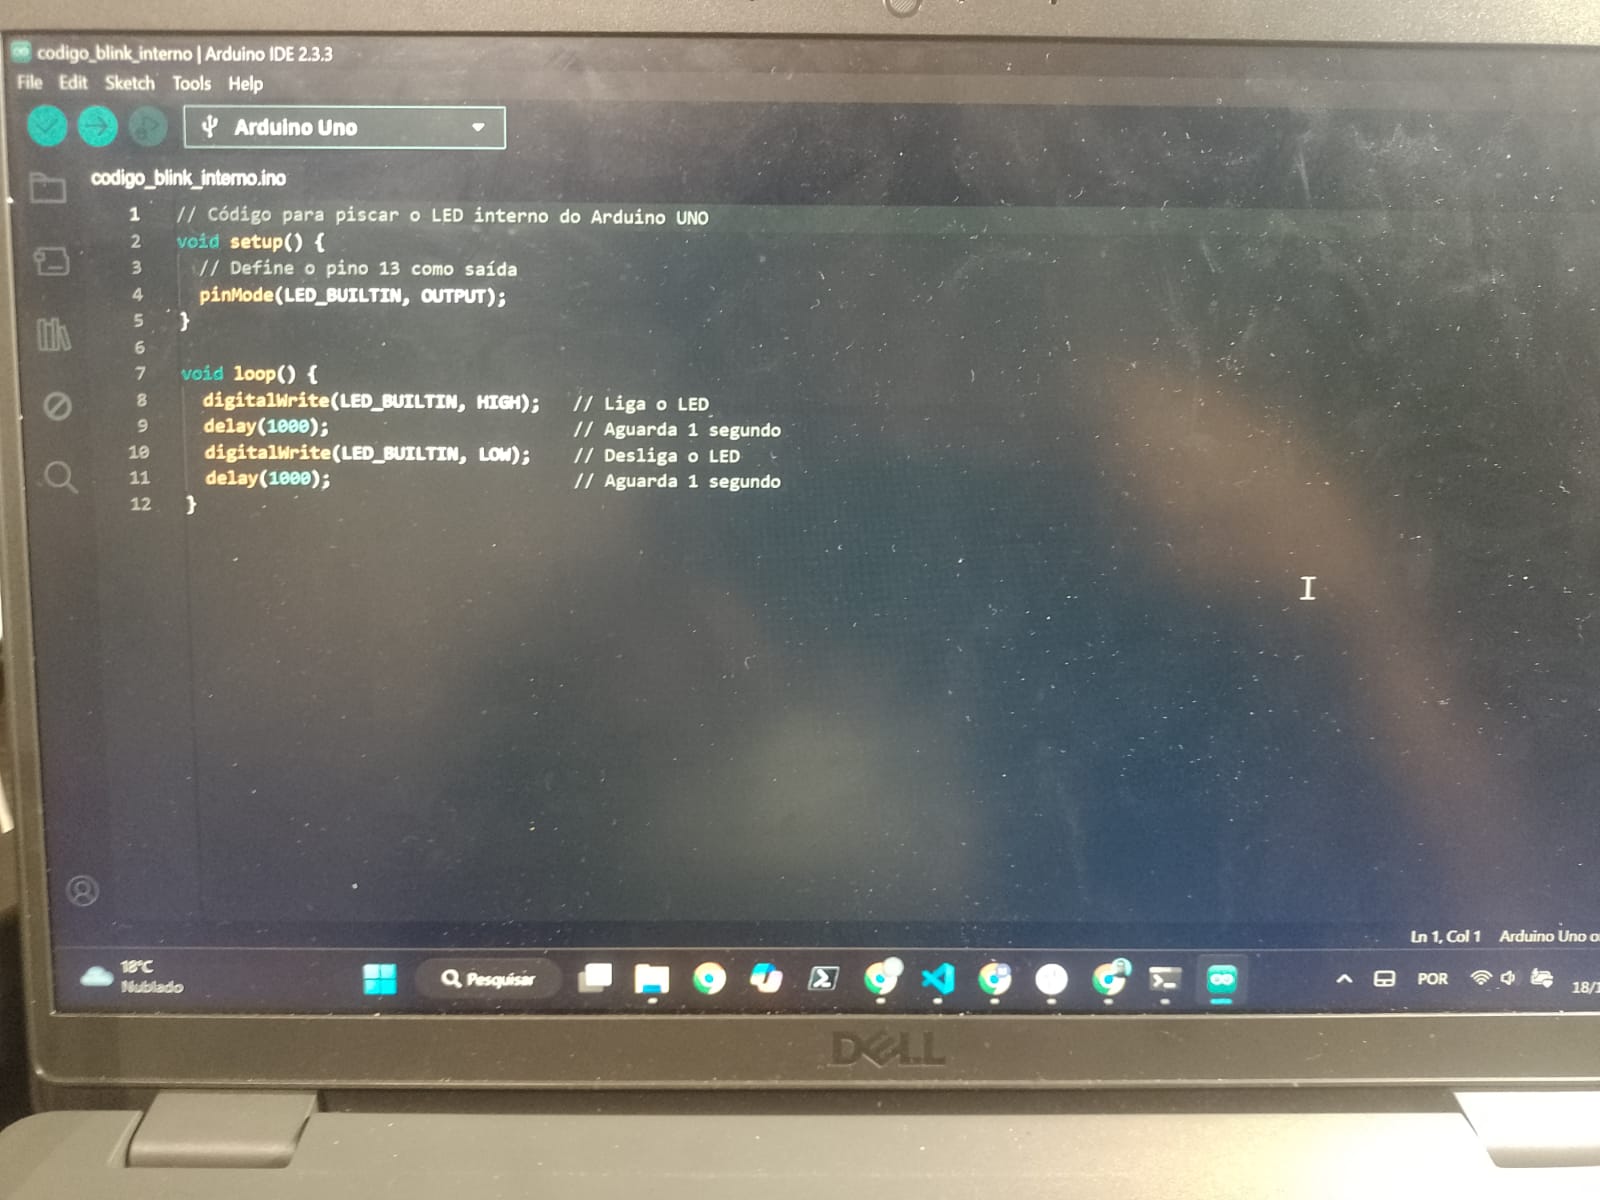 codigo_blink_interno | Arduino IDE 2.3.3
File Edit Sketch Tools Help
Arduino Uno
codigo_blink_interno.ino
1 // Código para piscar o LED interno do Arduino UNO
2 void setup() {
3 // Define o pino 13 como saída
4 pinMode(LED_BUILTIN, OUTPUT);
5 }
6
7 void loop() {
8 digitalWrite(LED_BUILTIN, HIGH); // Liga o LED
9 delay(1000); // Aguarda 1 segundo
10 digitalWrite(LED_BUILTIN, LOW); // Desliga o LED
11 delay(1000); // Aguarda 1 segundo
12 }
Ln 1, Col 1 Arduino Uno
18°C
Nublado
Pesquisar
POR
18/1
DELL